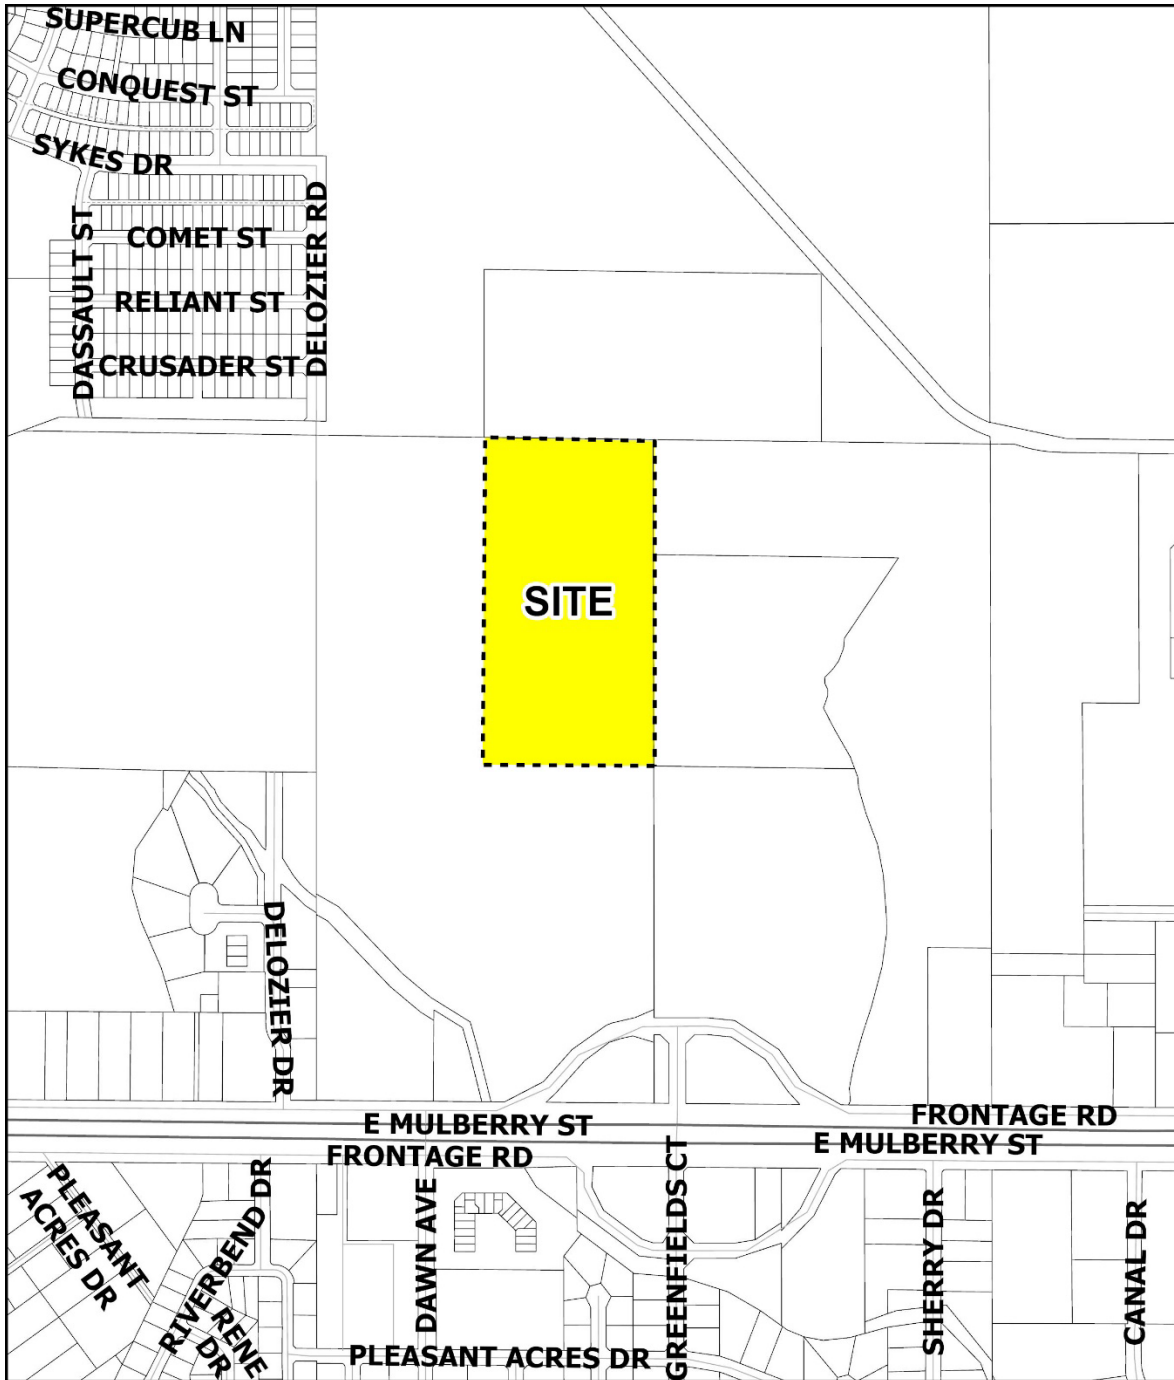 SUPERCUB LN
CONQUEST ST
SYKES DR
DASSAULT ST
COMET ST
DELOZIER RD
RELIANT ST
CRUSADER ST
SITE
DELOZIER DR
E MULBERRY ST
FRONTAGE RD
FRONTAGE RD
E MULBERRY ST
PLEASANT
ACRES DR
RIVERBEND DR
RENE
DR
DAWN AVE
GREENFIELDS CT
SHERRY DR
CANAL DR
PLEASANT ACRES DR